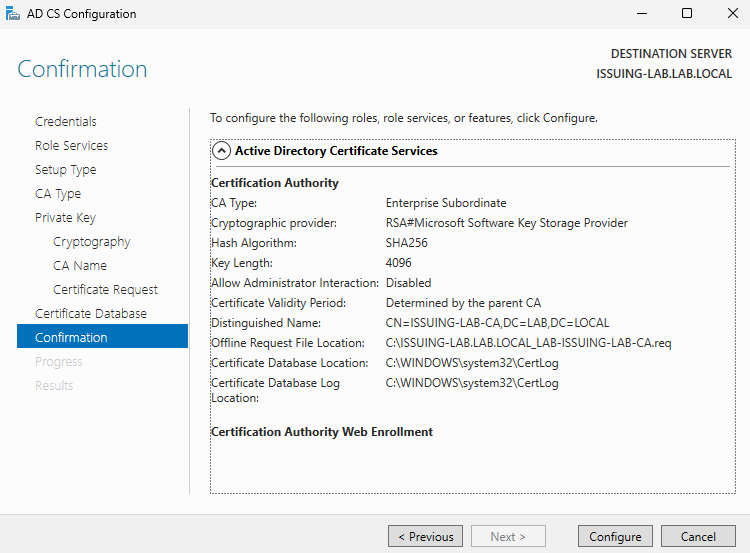 AD CS Configuration
Confirmation
DESTINATION SERVER
ISSUING-LAB.LAB.LOCAL
Credentials
Role Services
Setup Type
CA Type
Private Key
Cryptography
CA Name
Certificate Request
Certificate Database
Confirmation
Progress
Results
To configure the following roles, role services, or features, click Configure.
Active Directory Certificate Services
Certification Authority
CA Type: Enterprise Subordinate
Cryptographic provider: RSA#Microsoft Software Key Storage Provider
Hash Algorithm: SHA256
Key Length: 4096
Allow Administrator Interaction: Disabled
Certificate Validity Period: Determined by the parent CA
Distinguished Name: CN=ISSUING-LAB-CA,DC=LAB,DC=LOCAL
Offline Request File Location: C:\ISSUING-LAB.LAB.LOCAL_LAB-ISSUING-LAB-CA.req
Certificate Database Location: C:\WINDOWS\system32\CertLog
Certificate Database Log C:\WINDOWS\system32\CertLog
Location:
Certification Authority Web Enrollment
< Previous
Next >
Configure
Cancel